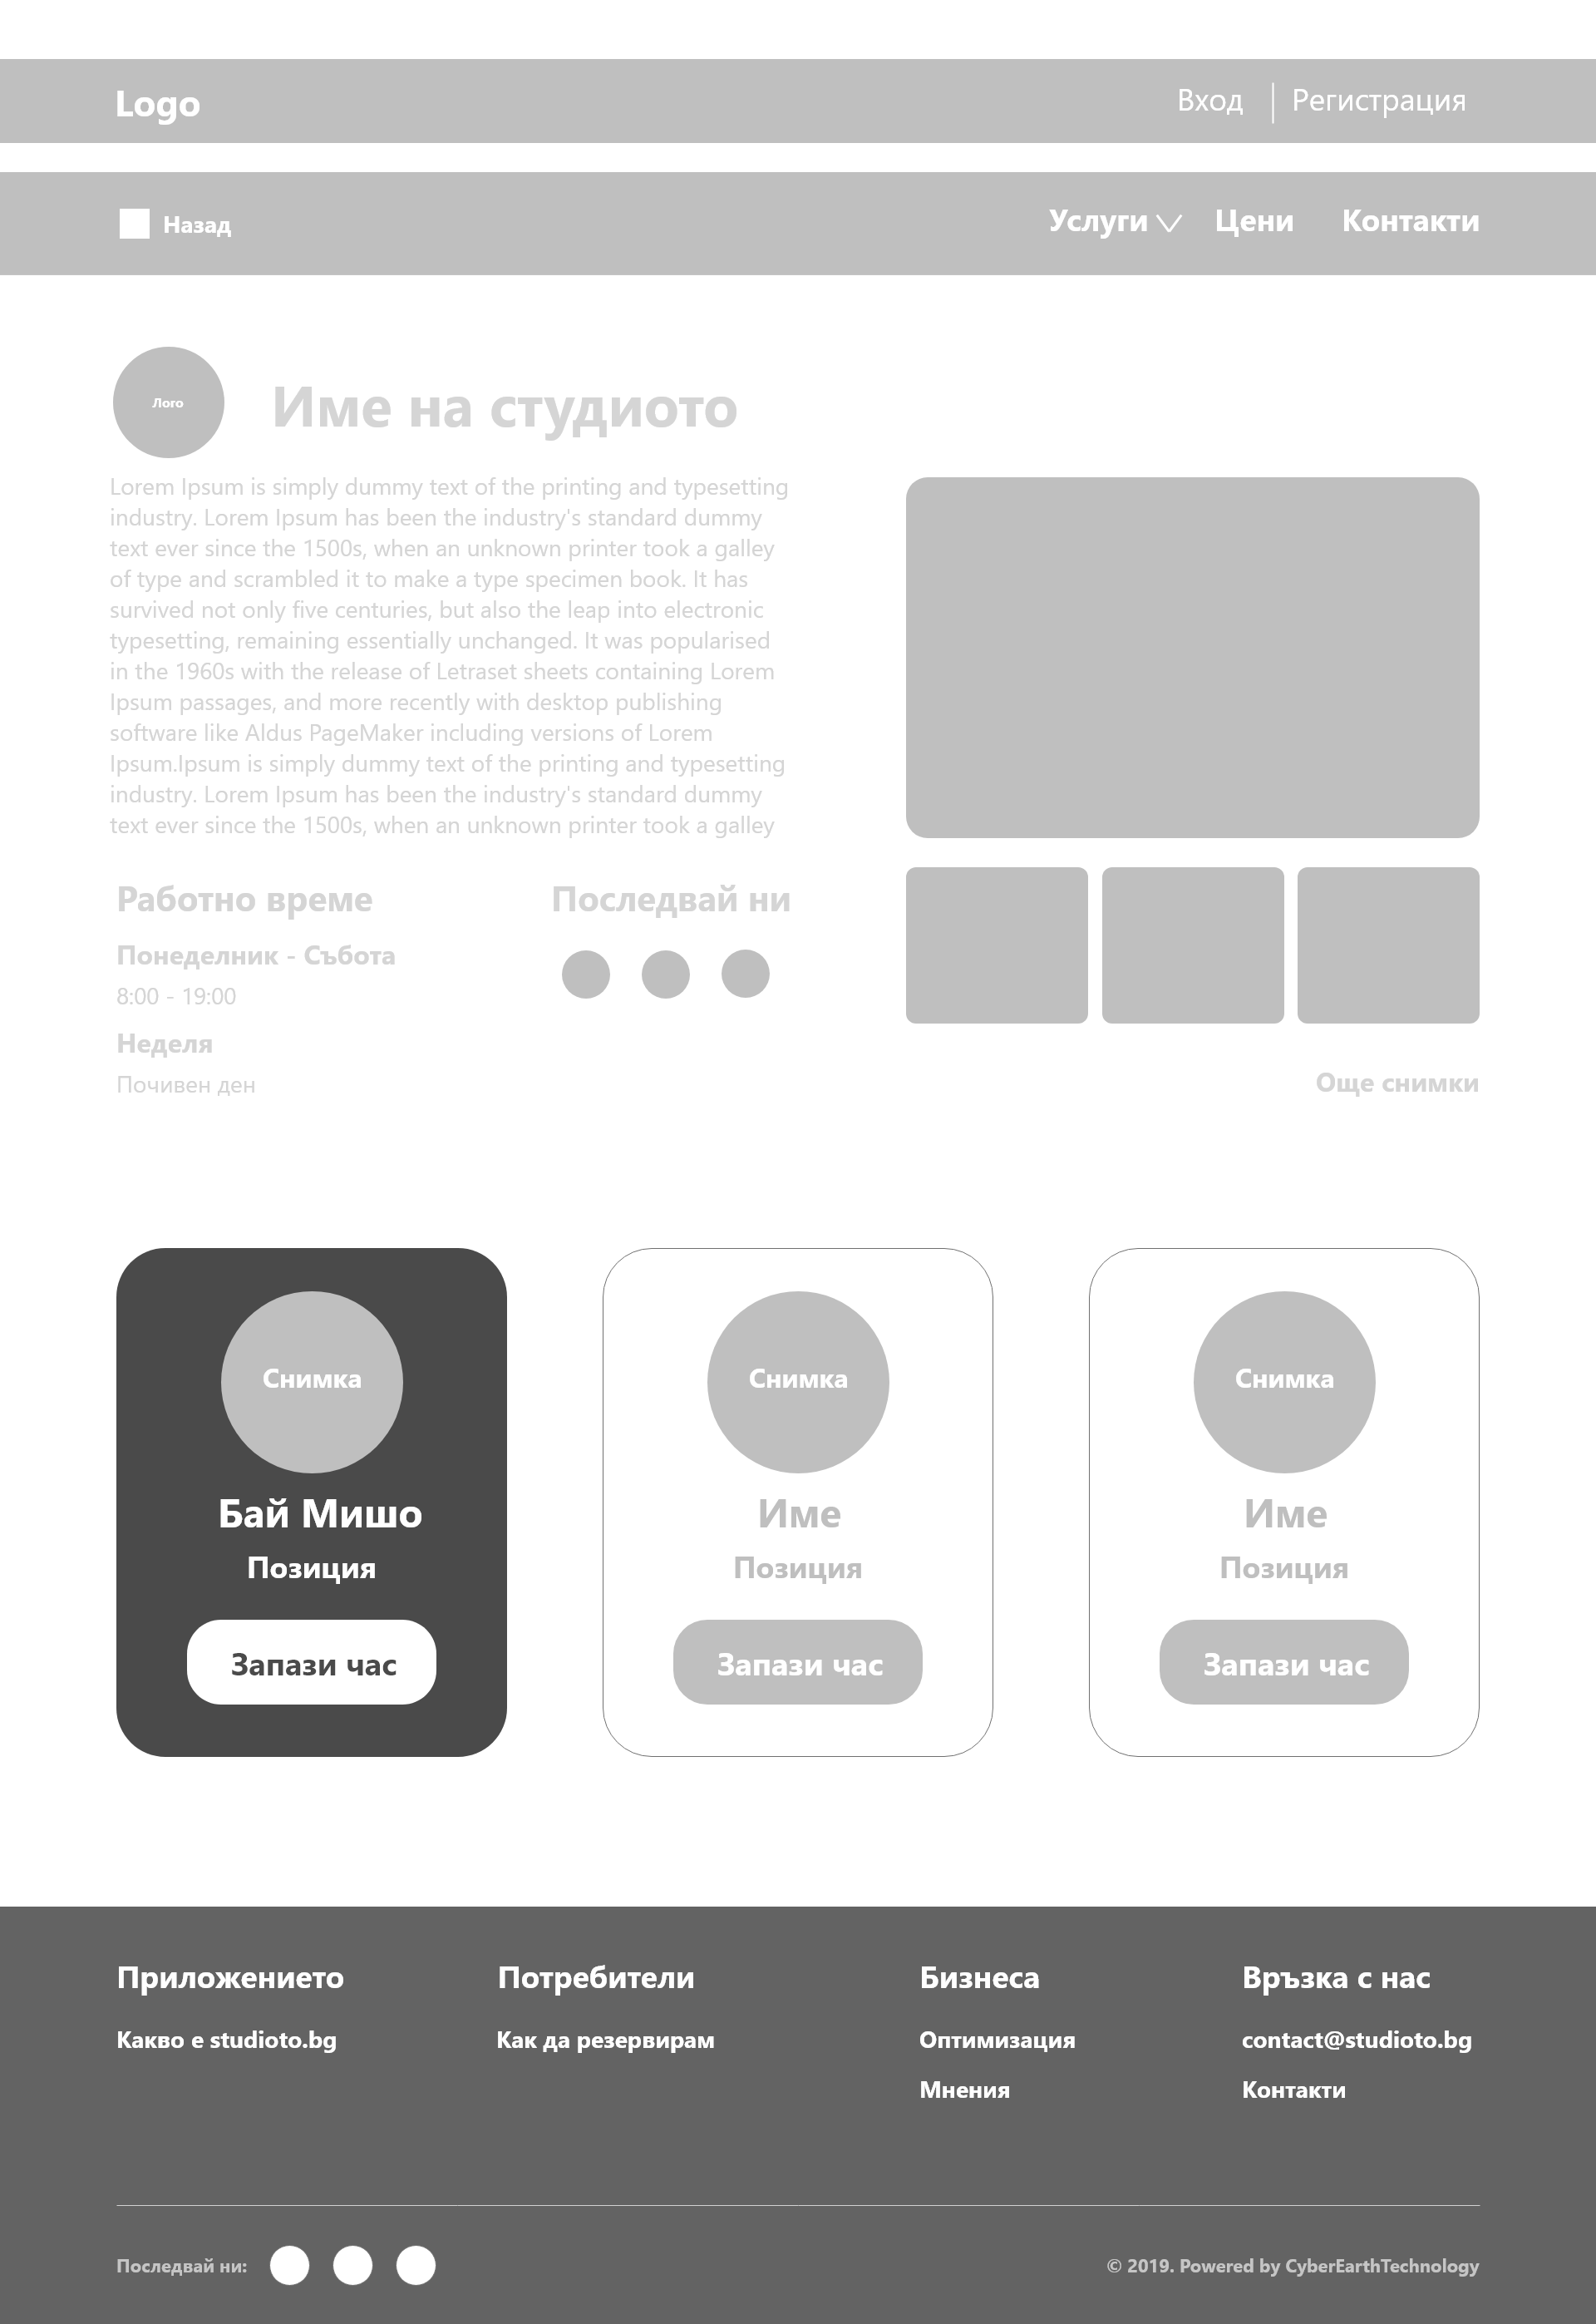 Logo
Вход
Регистрация
Назад
Услуги
Цени
Контакти
Лого
Име на студиото
Lorem Ipsum is simply dummy text of the printing and typesetting
industry. Lorem Ipsum has been the industry's standard dummy
text ever since the 1500s, when an unknown printer took a galley
of type and scrambled it to make a type specimen book. It has
survived not only five centuries, but also the leap into electronic
typesetting, remaining essentially unchanged. It was popularised
in the 1960s with the release of Letraset sheets containing Lorem
Ipsum passages, and more recently with desktop publishing
software like Aldus PageMaker including versions of Lorem
Ipsum.Ipsum is simply dummy text of the printing and typesetting
industry. Lorem Ipsum has been the industry's standard dummy
text ever since the 1500s, when an unknown printer took a galley
Работно време
Понеделник - Събота
8:00 - 19:00
Неделя
Почивен ден
Последвай ни
Още снимки
Снимка
Бай Мишо
Позиция
Запази час
Снимка
Име
Позиция
Запази час
Снимка
Име
Позиция
Запази час
Приложението
Какво е studioto.bg
Потребители
Как да резервирам
Бизнеса
Оптимизация
Мнения
Връзка с нас
contact@studioto.bg
Контакти
Последвай ни:
© 2019. Powered by CyberEarthTechnology